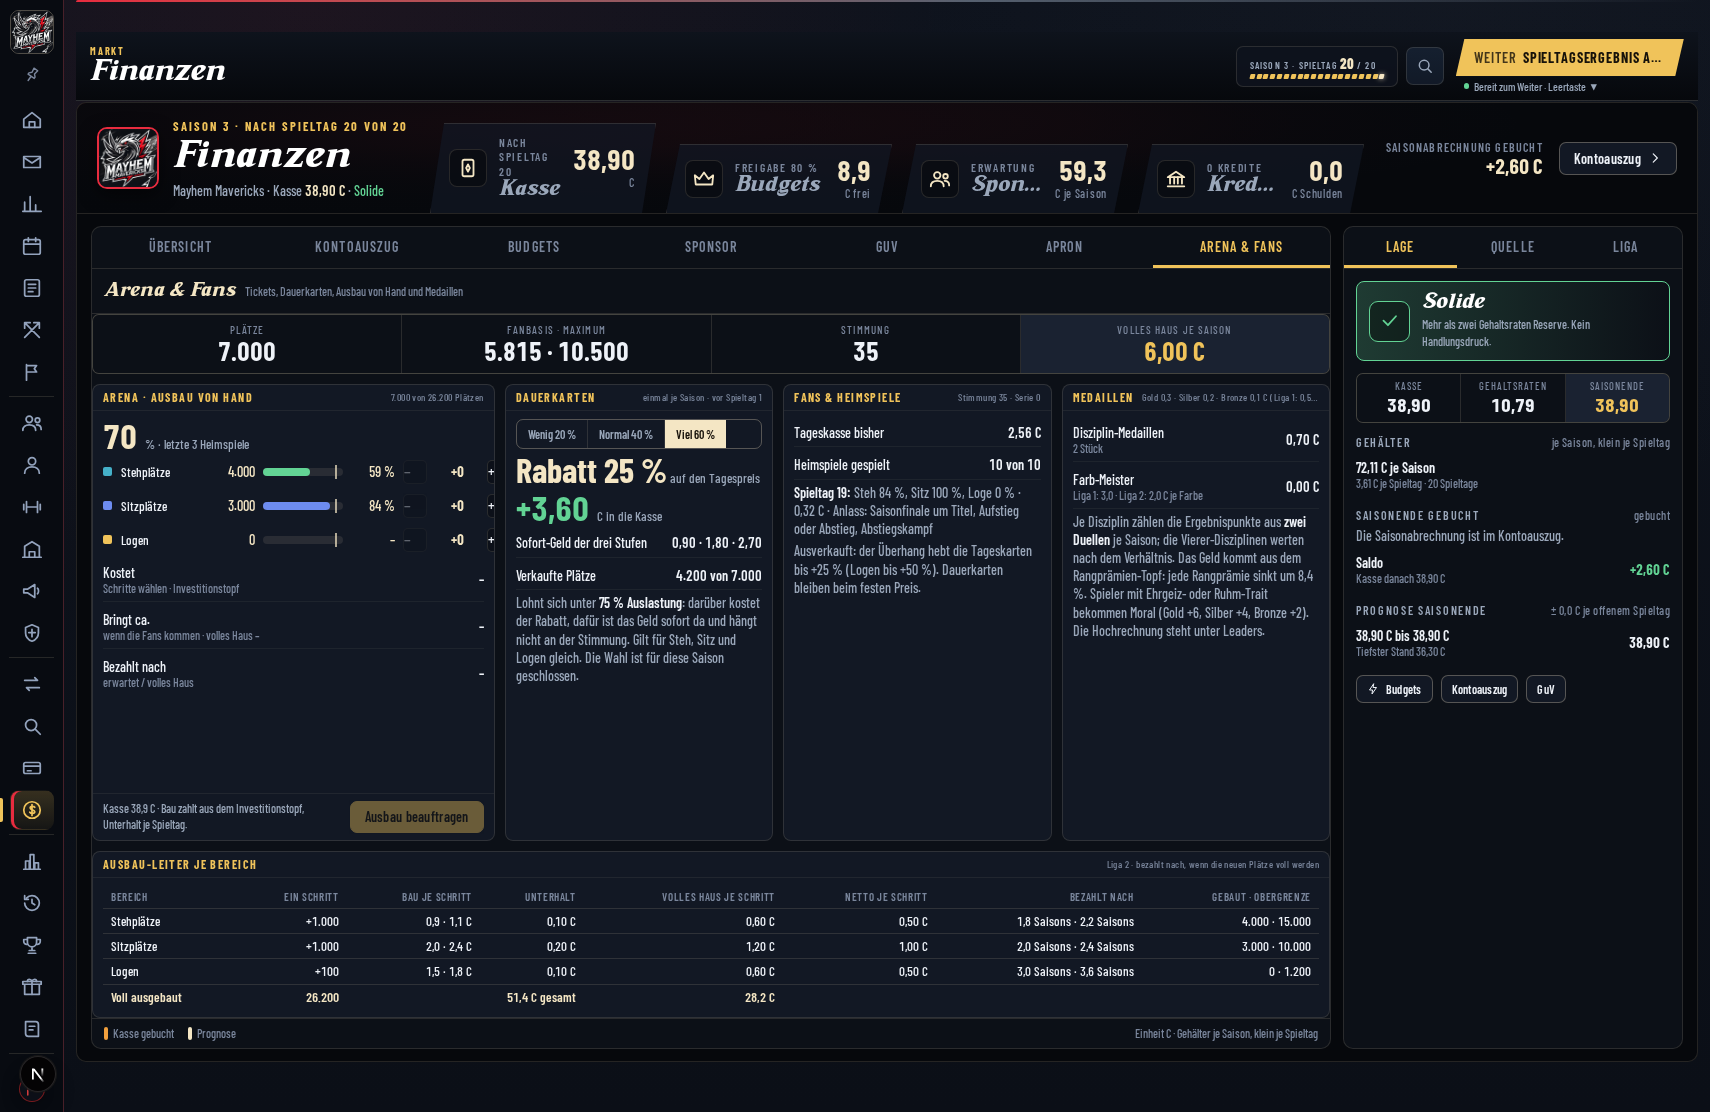 MAYHEM
MAVERICKS
MARKT
Finanzen
SAISON 3 · SPIELTAG 20 / 20
WEITER SPIELTAGSERGEBNIS A...
Bereit zum Weiter · Leertaste ▼
MAYHEM
MAVERICKS
SAISON 3 · NACH SPIELTAG 20 VON 20
Finanzen
Mayhem Mavericks · Kasse 38,90 C · Solide
NACH SPIELTAG 20
Kasse
38,90
C
FREIGABE 80 %
Budgets
8,9
C frei
ERWARTUNG
Spon...
59,3
C je Saison
0 KREDITE
Kred...
0,0
C Schulden
SAISONABRECHNUNG GEBUCHT
+2,60 C
Kontoauszug
ÜBERSICHT KONTOAUSZUG BUDGETS SPONSOR GUV APRON ARENA & FANS
Arena & Fans Tickets, Dauerkarten, Ausbau von Hand und Medaillen
PLÄTZE
7.000
FANBASIS · MAXIMUM
5.815 · 10.500
STIMMUNG
35
VOLLES HAUS JE SAISON
6,00 C
ARENA · AUSBAU VON HAND 7.000 von 26.200 Plätzen
70 % · letzte 3 Heimspiele
Stehplätze 4.000 59 % – +0 +
Sitzplätze 3.000 84 % – +0 +
Logen 0 – – +0 +
Kostet –
Schritte wählen · Investitionstopf
Bringt ca. –
wenn die Fans kommen · volles Haus –
Bezahlt nach –
erwartet / volles Haus
Kasse 38,9 C · Bau zahlt aus dem Investitionstopf,
Unterhalt je Spieltag.
Ausbau beauftragen
DAUERKARTEN einmal je Saison · vor Spieltag 1
Wenig 20 % Normal 40 % Viel 60 %
Rabatt 25 % auf den Tagespreis
+3,60 C in die Kasse
Sofort-Geld der drei Stufen 0,90 · 1,80 · 2,70
Verkaufte Plätze 4.200 von 7.000
Lohnt sich unter 75 % Auslastung: darüber kostet
der Rabatt, dafür ist das Geld sofort da und hängt
nicht an der Stimmung. Gilt für Steh, Sitz und
Logen gleich. Die Wahl ist für diese Saison
geschlossen.
FANS & HEIMSPIELE Stimmung 35 · Serie 0
Tageskasse bisher 2,56 C
Heimspiele gespielt 10 von 10
Spieltag 19: Steh 84 %, Sitz 100 %, Loge 0 % ·
0,32 C · Anlass: Saisonfinale um Titel, Aufstieg
oder Abstieg, Abstiegskampf
Ausverkauft: der Überhang hebt die Tageskarten
bis +25 % (Logen bis +50 %). Dauerkarten
bleiben beim festen Preis.
MEDAILLEN Gold 0,3 · Silber 0,2 · Bronze 0,1 C (Liga 1: 0,5...
Disziplin-Medaillen 0,70 C
2 Stück
Farb-Meister 0,00 C
Liga 1: 3,0 · Liga 2: 2,0 C je Farbe
Je Disziplin zählen die Ergebnispunkte aus zwei
Duellen je Saison; die Vierer-Disziplinen werten
nach dem Verhältnis. Das Geld kommt aus dem
Rangprämien-Topf: jede Rangprämie sinkt um 8,4
%. Spieler mit Ehrgeiz- oder Ruhm-Trait
bekommen Moral (Gold +6, Silber +4, Bronze +2).
Die Hochrechnung steht unter Leaders.
AUSBAU-LEITER JE BEREICH Liga 2 · bezahlt nach, wenn die neuen Plätze voll werden
BEREICH EIN SCHRITT BAU JE SCHRITT UNTERHALT VOLLES HAUS JE SCHRITT NETTO JE SCHRITT BEZAHLT NACH GEBAUT · OBERGRENZE
Stehplätze +1.000 0,9 · 1,1 C 0,10 C 0,60 C 0,50 C 1,8 Saisons · 2,2 Saisons 4.000 · 15.000
Sitzplätze +1.000 2,0 · 2,4 C 0,20 C 1,20 C 1,00 C 2,0 Saisons · 2,4 Saisons 3.000 · 10.000
Logen +100 1,5 · 1,8 C 0,10 C 0,60 C 0,50 C 3,0 Saisons · 3,6 Saisons 0 · 1.200
Voll ausgebaut 26.200 51,4 C gesamt 28,2 C
Kasse gebucht Prognose Einheit C · Gehälter je Saison, klein je Spieltag
LAGE QUELLE LIGA
Solide
Mehr als zwei Gehaltsraten Reserve. Kein
Handlungsdruck.
KASSE
38,90
GEHALTSRATEN
10,79
SAISONENDE
38,90
GEHÄLTER je Saison, klein je Spieltag
72,11 C je Saison
3,61 C je Spieltag · 20 Spieltage
SAISONENDE GEBUCHT gebucht
Die Saisonabrechnung ist im Kontoauszug.
Saldo +2,60 C
Kasse danach 38,90 C
PROGNOSE SAISONENDE ± 0,0 C je offenem Spieltag
38,90 C bis 38,90 C 38,90 C
Tiefster Stand 36,30 C
Budgets Kontoauszug GuV
N